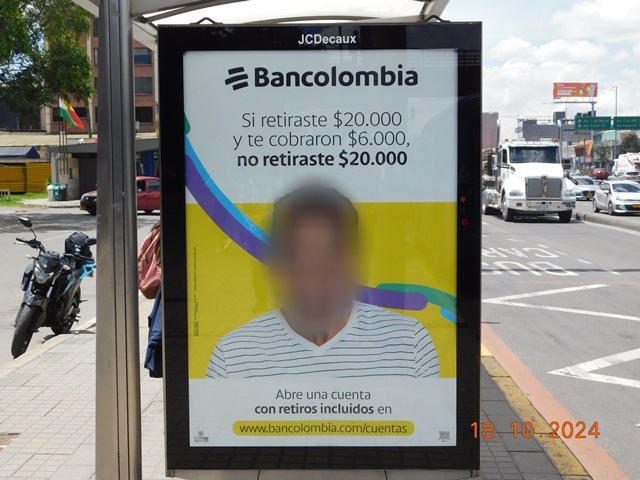 JCDecaux
Bancolombia
Si retiraste $20.000
y te cobraron $6.000,
no retiraste $20.000
Abre una cuenta
con retiros incluidos en
www.bancolombia.com/cuentas
18 10 2024